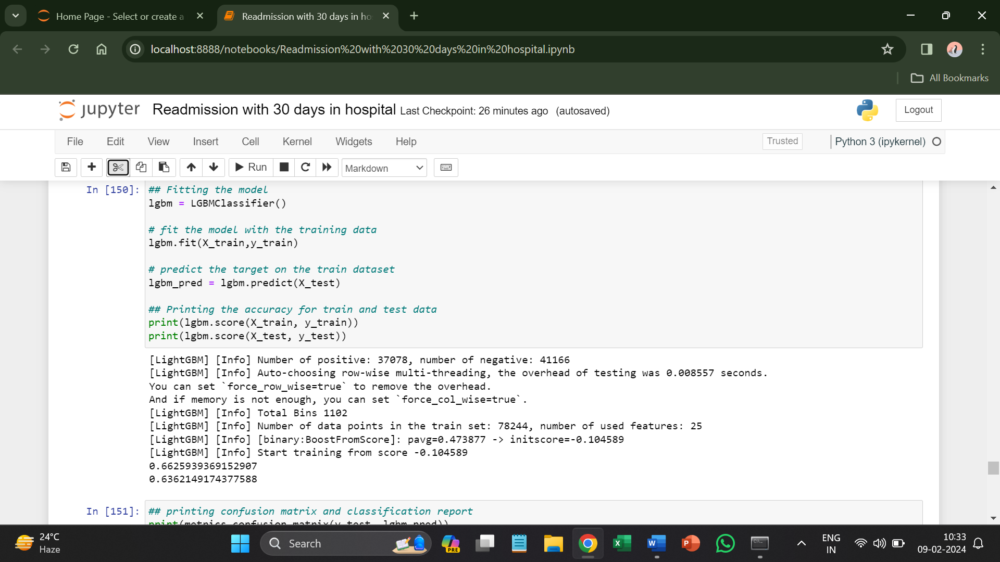 Home Page - Select or create a
Readmission with 30 days in ho
localhost:8888/notebooks/Readmission%20with%2030%20days%20in%20hospital.ipynb
All Bookmarks
jupyter Readmission with 30 days in hospital Last Checkpoint: 26 minutes ago (autosaved)
Logout
File Edit View Insert Cell Kernel Widgets Help
Trusted
Python 3 (ipykernel)
Run
Markdown
In [150]:
## Fitting the model
lgbm = LGBMClassifier()
# fit the model with the training data
lgbm.fit(X_train,y_train)
# predict the target on the train dataset
lgbm_pred = lgbm.predict(X_test)
## Printing the accuracy for train and test data
print(lgbm.score(X_train, y_train))
print(lgbm.score(X_test, y_test))
[LightGBM] [Info] Number of positive: 37078, number of negative: 41166
[LightGBM] [Info] Auto-choosing row-wise multi-threading, the overhead of testing was 0.008557 seconds.
You can set `force_row_wise=true` to remove the overhead.
And if memory is not enough, you can set `force_col_wise=true`.
[LightGBM] [Info] Total Bins 1102
[LightGBM] [Info] Number of data points in the train set: 78244, number of used features: 25
[LightGBM] [Info] [binary:BoostFromScore]: pavg=0.473877 -> initscore=-0.104589
[LightGBM] [Info] Start training from score -0.104589
0.6625939369152907
0.6362149174377588
In [151]:
## printing confusion matrix and classification report
print(metrics.confusion_matrix(y_test, lgbm_pred))
24°C
Haze
Search
PRE
ENG
IN
10:33
09-02-2024